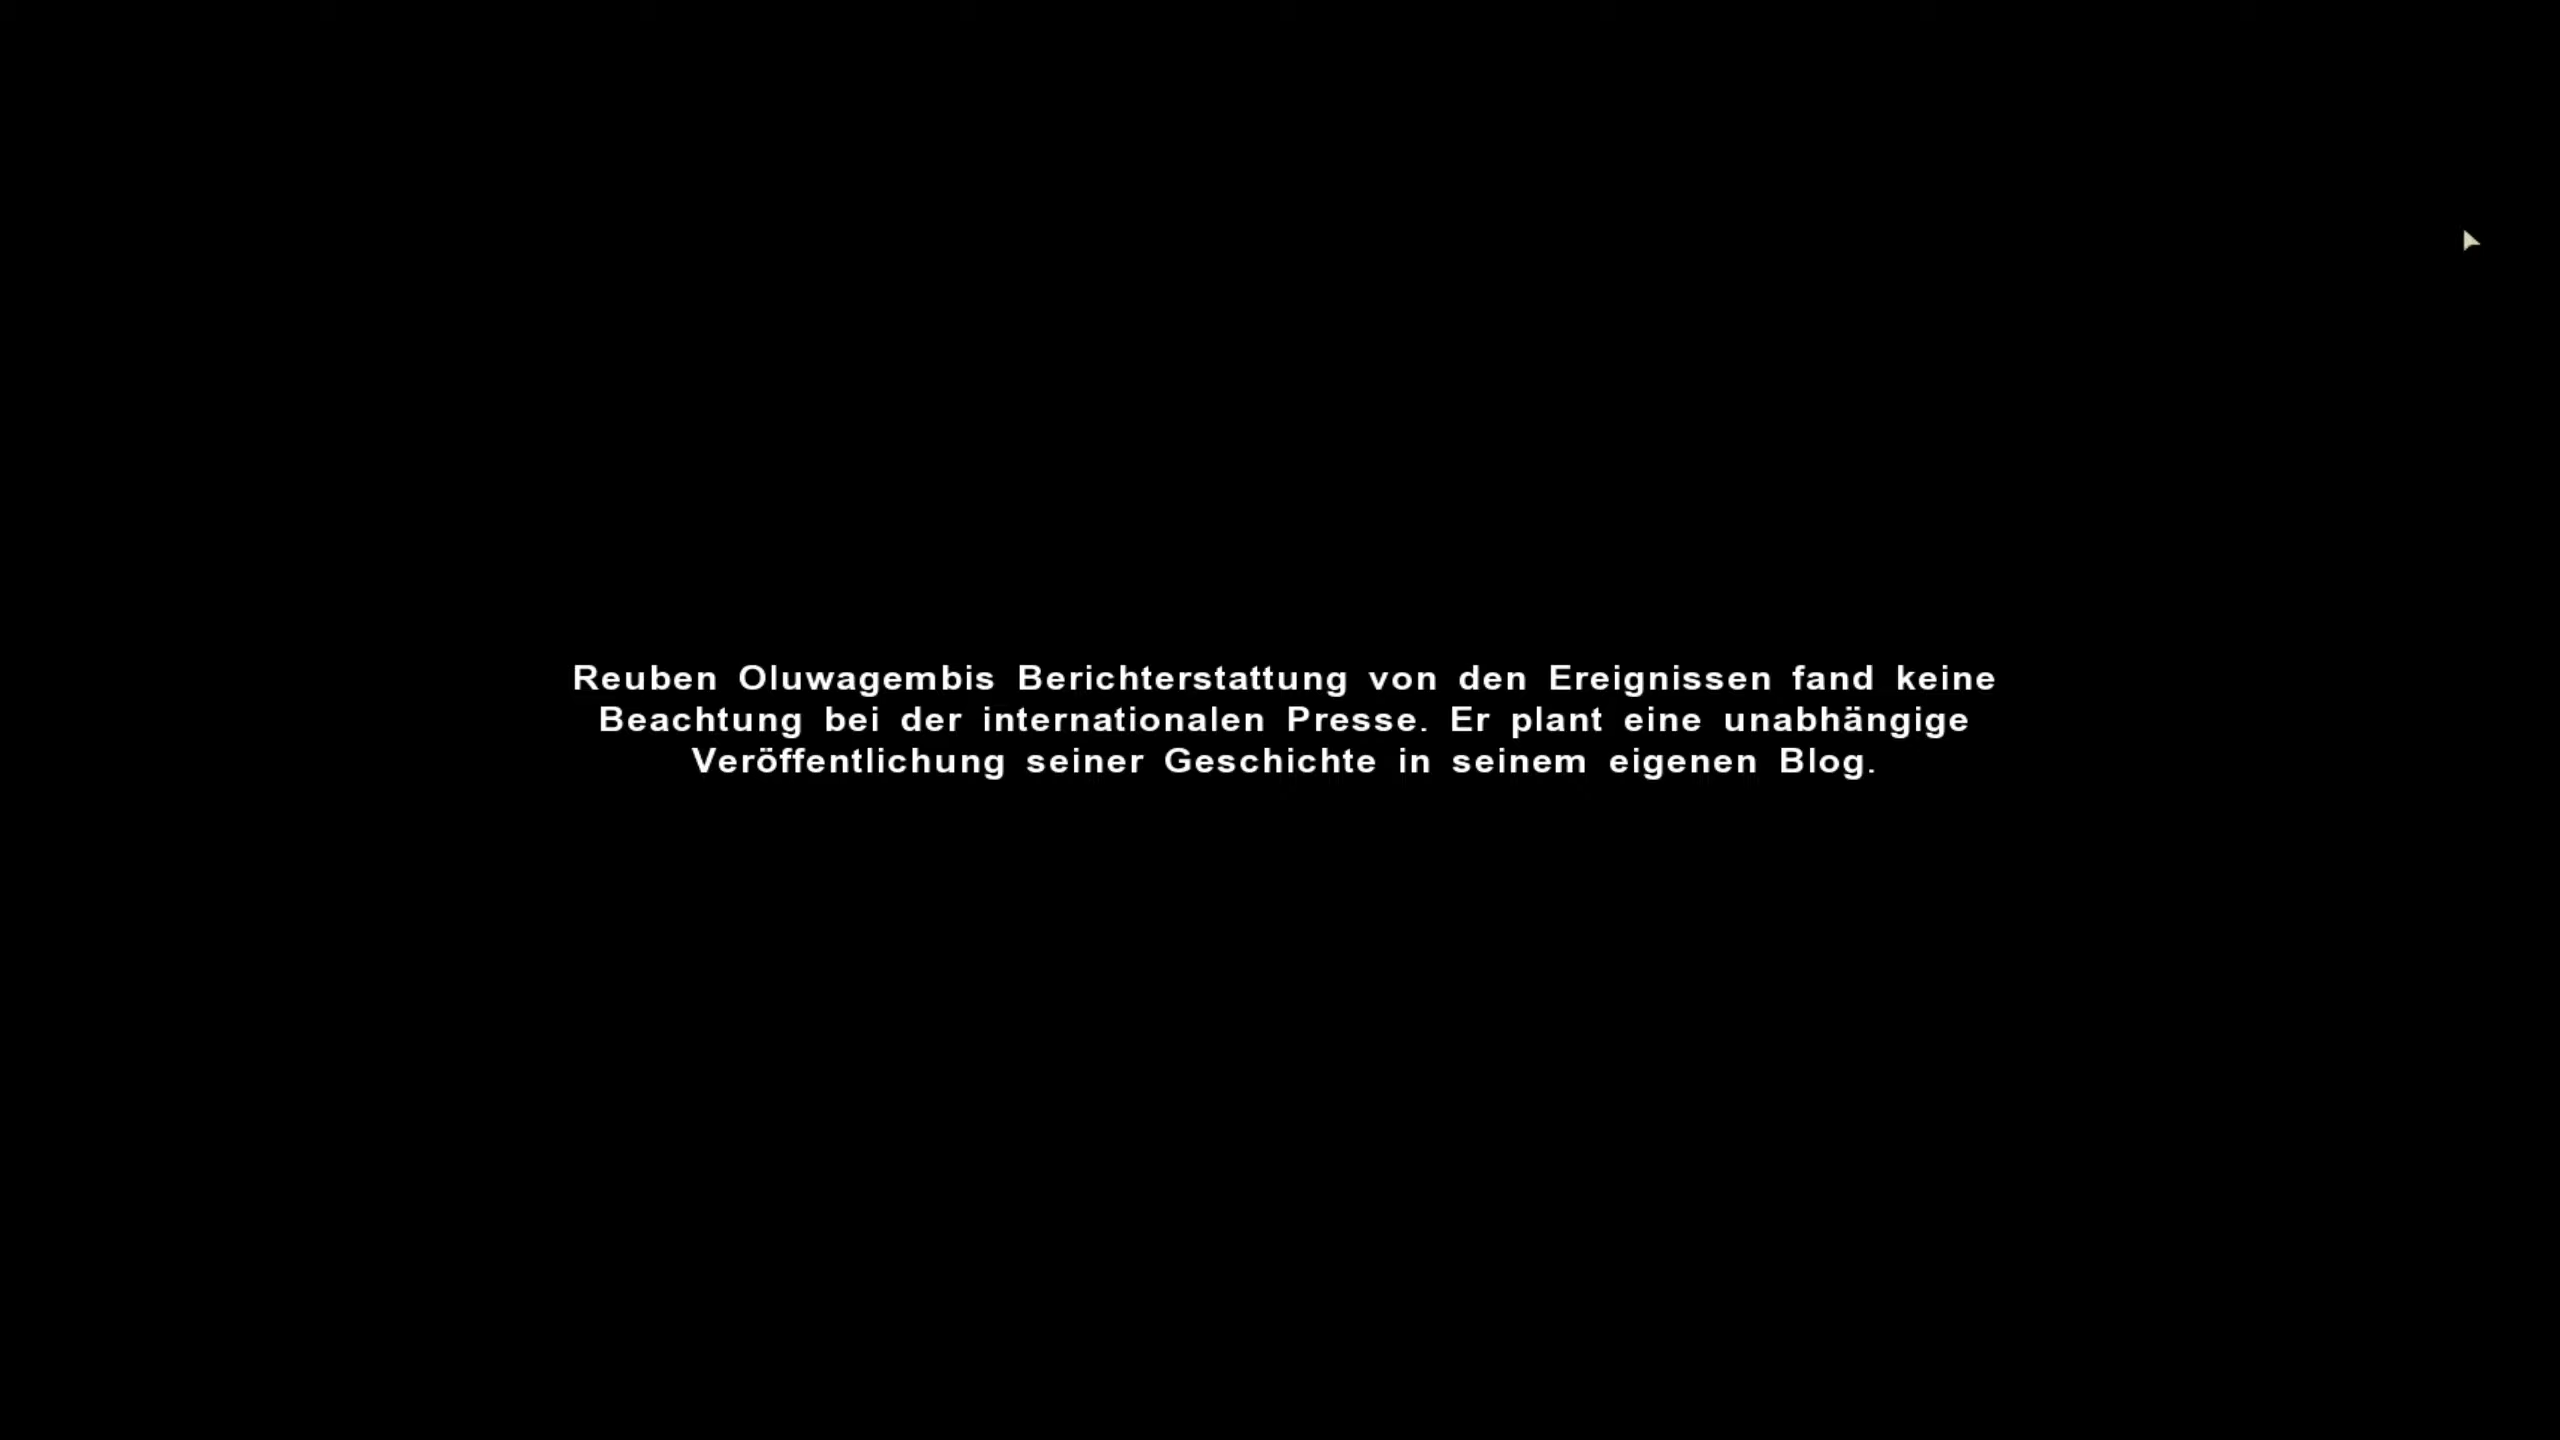 Reuben Oluwagembis Berichterstattung von den Ereignissen fand keine
Beachtung bei der internationalen Presse. Er plant eine unabhängige
Veröffentlichung seiner Geschichte in seinem eigenen Blog.